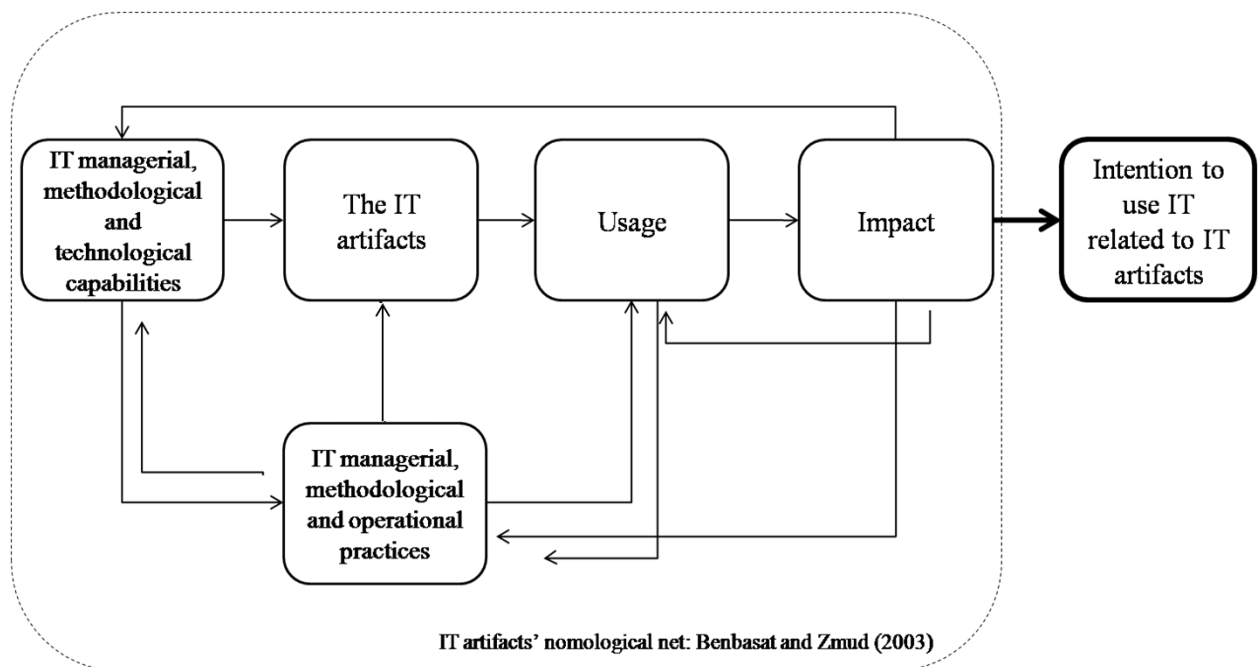 IT managerial,
methodological
and
technological
capabilities
The IT
artifacts
Usage
Impact
Intention to
use IT
related to IT
artifacts
IT managerial,
methodological
and operational
practices
IT artifacts’ nomological net: Benbasat and Zmud (2003)